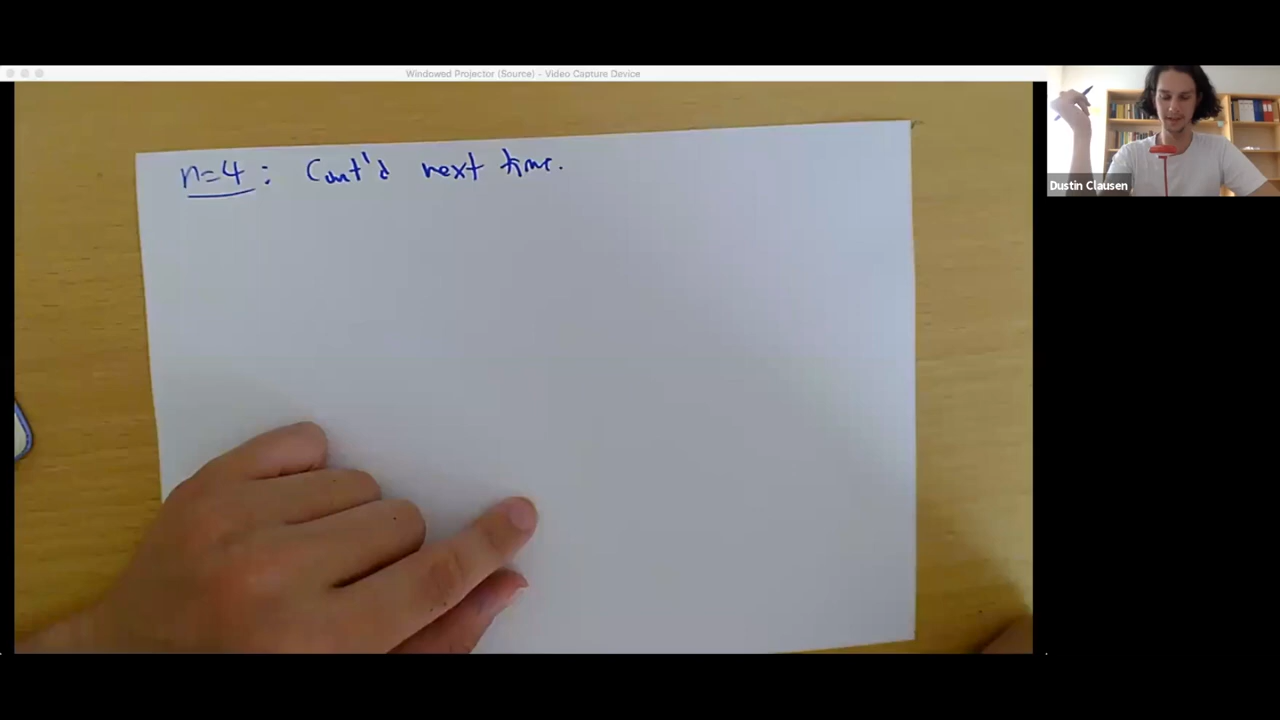 Windowed Projector (Source) - Video Capture Device
n=4 : Cont'd next time.
Dustin Clausen